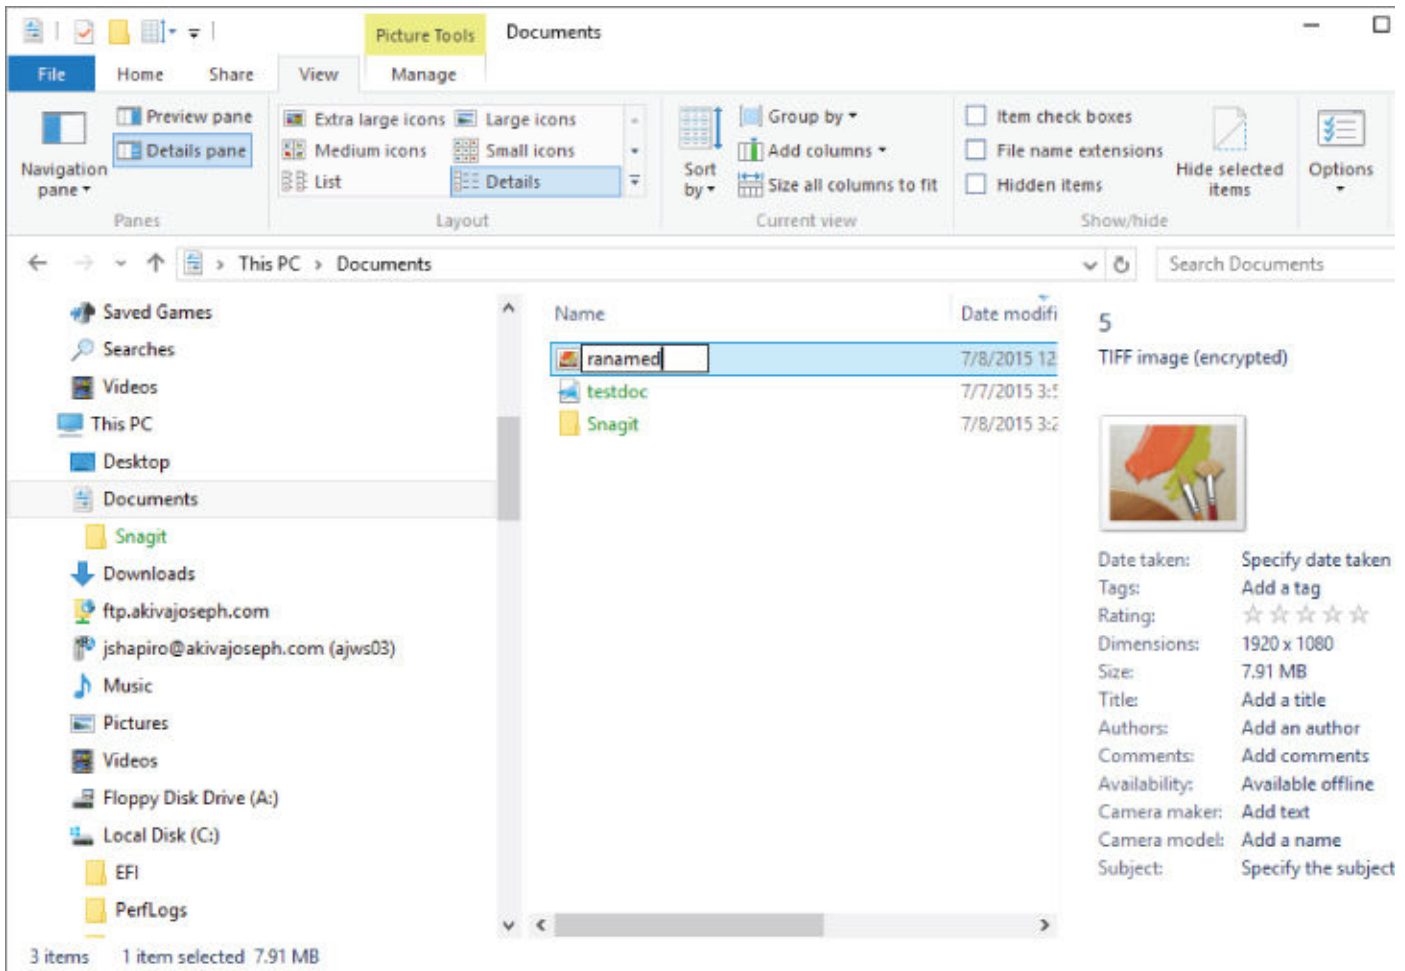 Picture Tools Documents
File Home Share View Manage
Preview pane
Details pane
Navigation pane
Panes
Extra large icons Large icons
Medium icons Small icons
List Details
Layout
Sort by
Group by
Add columns
Size all columns to fit
Current view
Item check boxes
File name extensions
Hidden items
Hide selected items
Show/hide
Options
This PC > Documents
Search Documents
Saved Games
Searches
Videos
This PC
Desktop
Documents
Snagit
Downloads
ftp.akivajoseph.com
jshapiro@akivajoseph.com (ajws03)
Music
Pictures
Videos
Floppy Disk Drive (A:)
Local Disk (C:)
EFI
PerfLogs
Name Date modifi
ranamed 7/8/2015 12
testdoc 7/7/2015 3:5
Snagit 7/8/2015 3:2
5
TIFF image (encrypted)
Date taken: Specify date taken
Tags: Add a tag
Rating:
Dimensions: 1920 x 1080
Size: 7.91 MB
Title: Add a title
Authors: Add an author
Comments: Add comments
Availability: Available offline
Camera maker: Add text
Camera model: Add a name
Subject: Specify the subject
3 items 1 item selected 7.91 MB